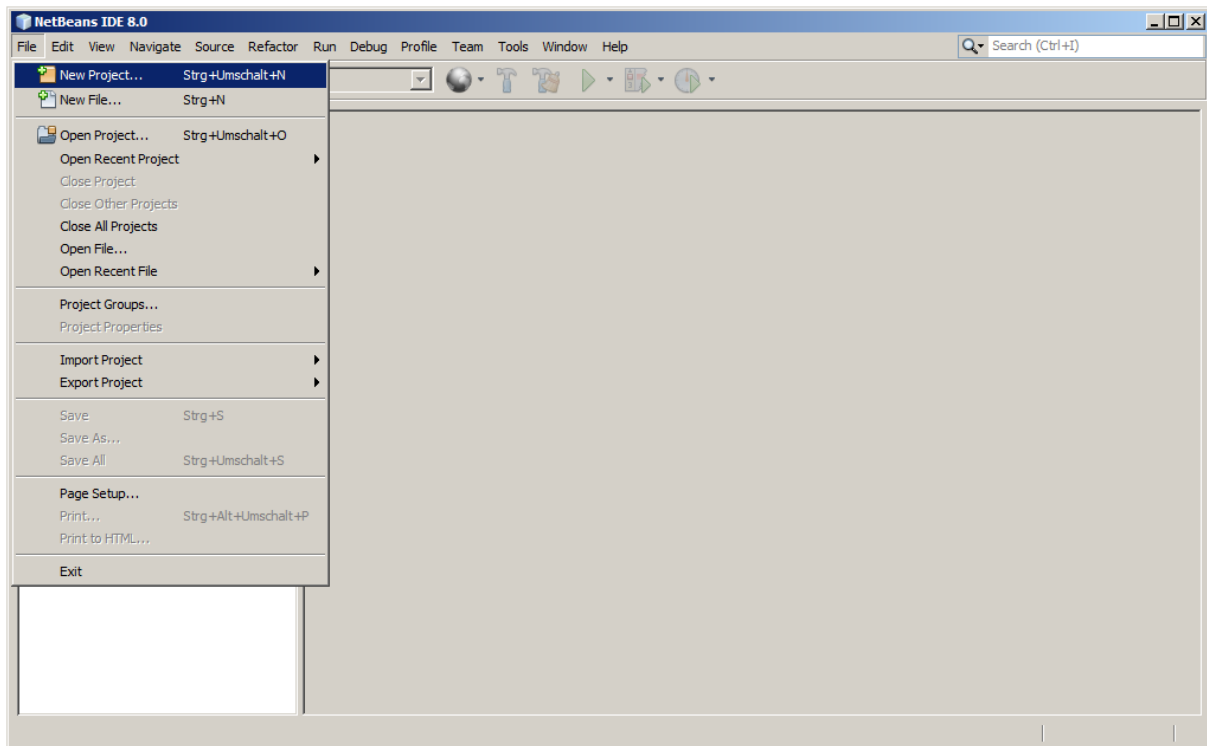 NetBeans IDE 8.0
File Edit View Navigate Source Refactor Run Debug Profile Team Tools Window Help
Search (Ctrl+I)
New Project... Strg+Umschalt+N
New File... Strg+N
Open Project... Strg+Umschalt+O
Open Recent Project
Close Project
Close Other Projects
Close All Projects
Open File...
Open Recent File
Project Groups...
Project Properties
Import Project
Export Project
Save Strg+S
Save As...
Save All Strg+Umschalt+S
Page Setup...
Print... Strg+Alt+Umschalt+P
Print to HTML...
Exit